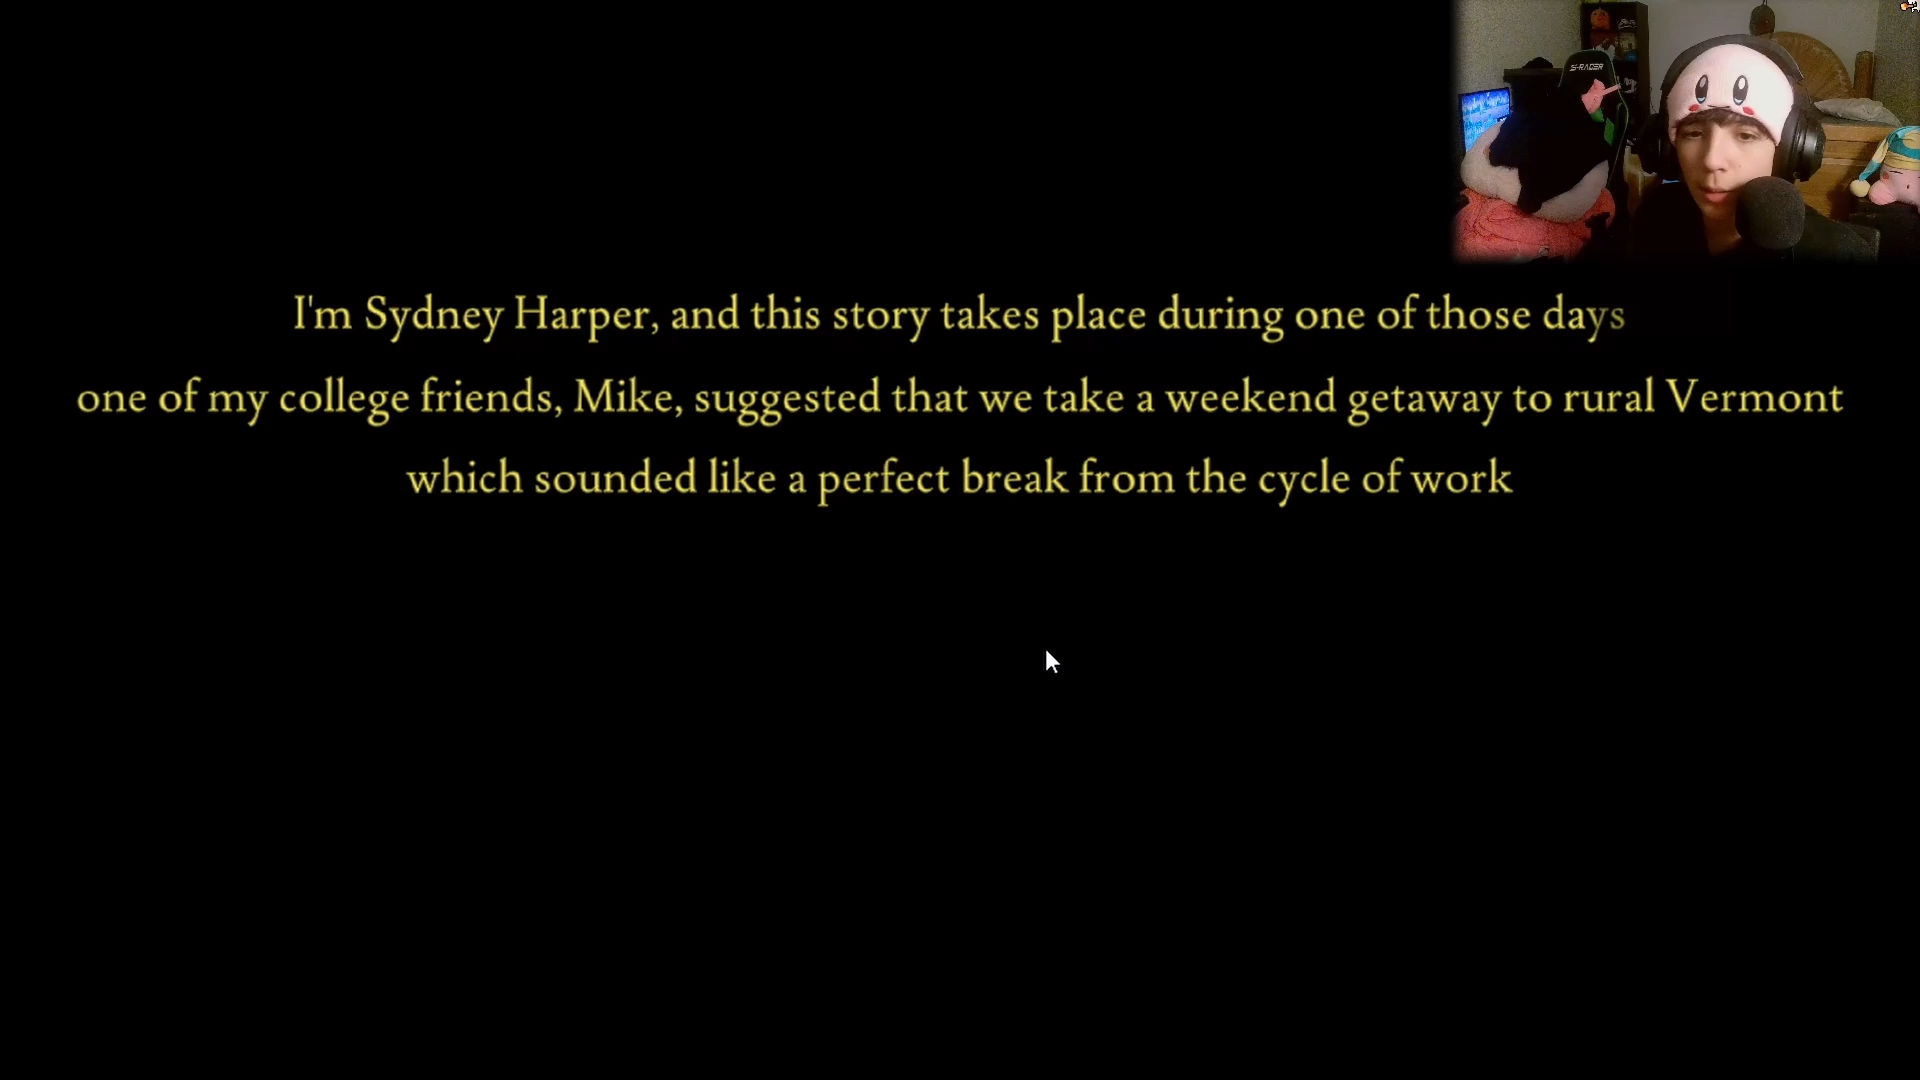 S-RACER
I'm Sydney Harper, and this story takes place during one of those days
one of my college friends, Mike, suggested that we take a weekend getaway to rural Vermont
which sounded like a perfect break from the cycle of work